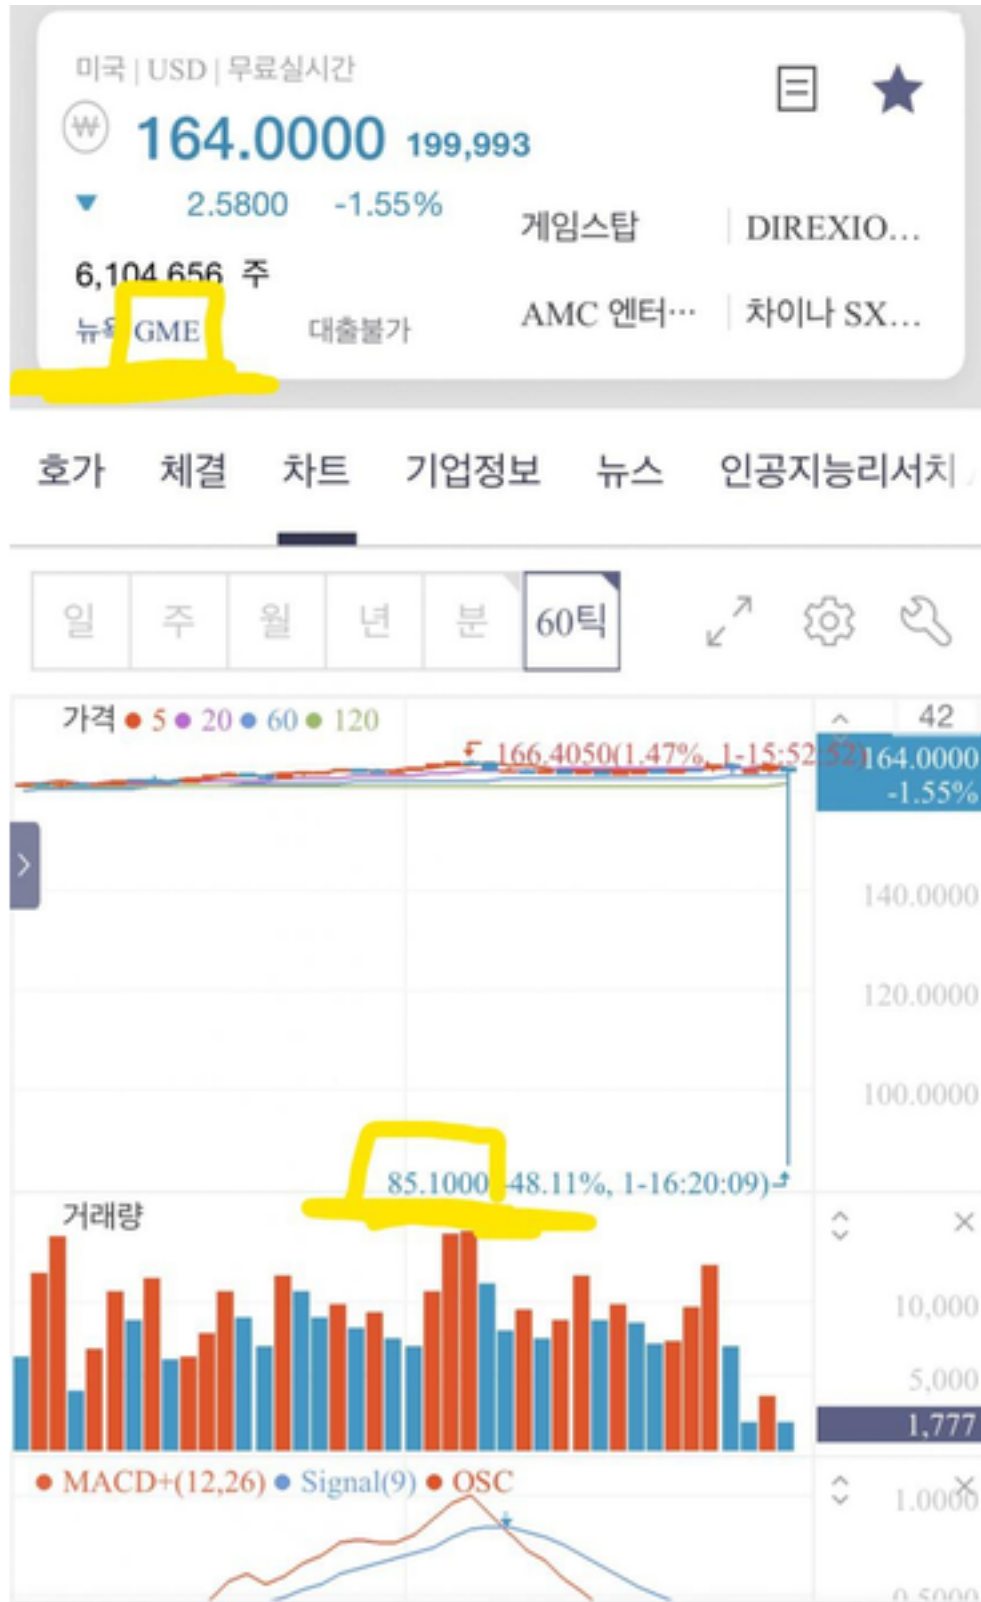 미국 | USD | 무료실시간
₩ 164.0000 199,993
▼ 2.5800 -1.55%
게임스탑 | DIREXIO...
6,104,656 주
AMC 엔터... | 차이나 SX...
뉴욕 GME 대출불가
호가 체결 차트 기업정보 뉴스 인공지능리서치
일 주 월 년 분 60틱
가격 5 20 60 120
42
166.4050(1.47%, 1-15:52:52)
164.0000
-1.55%
140.0000
120.0000
100.0000
85.1000(-48.11%, 1-16:20:09)
거래량
10,000
5,000
1,777
MACD+(12,26) Signal(9) OSC
1.0000
0.5000